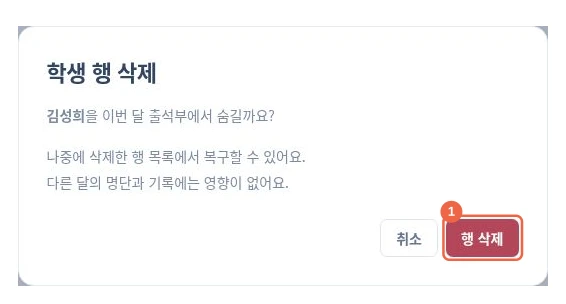 학생 행 삭제
김성희을 이번 달 출석부에서 숨길까요?
나중에 삭제한 행 목록에서 복구할 수 있어요.
다른 달의 명단과 기록에는 영향이 없어요.
1
취소
행 삭제